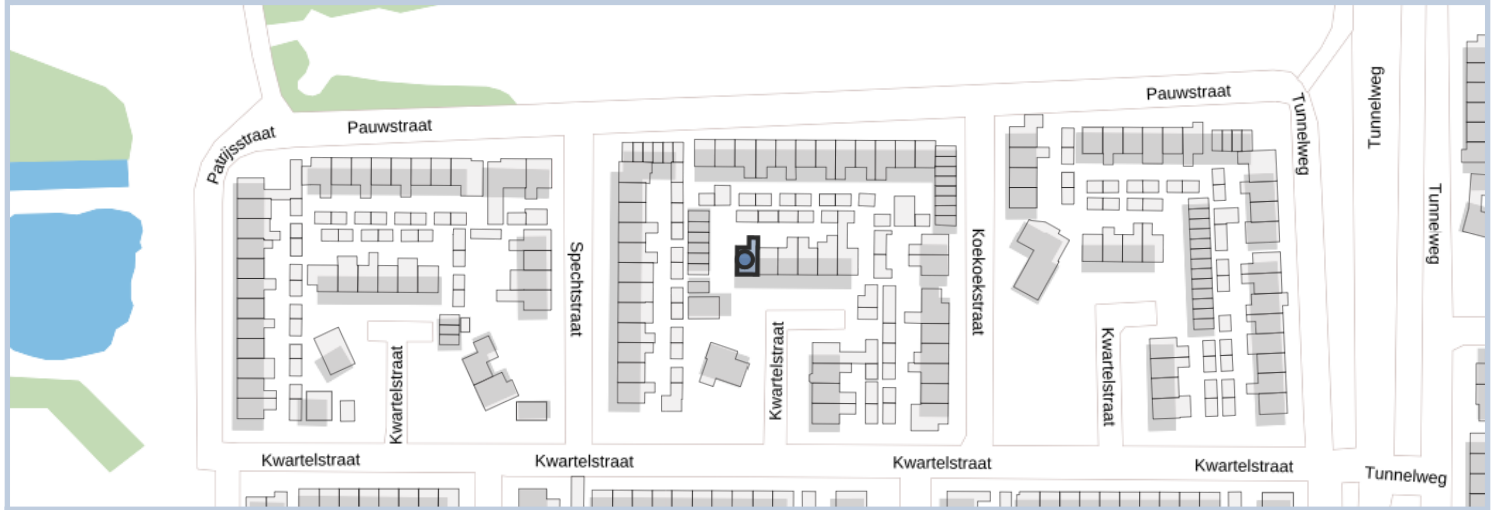 Pauwstraat
Pauwstraat
Patrijsstraat
Tunnelweg
Tunnelweg
Tunnelweg
Spechtstraat
Koekoekstraat
Kwartelstraat
Kwartelstraat
Kwartelstraat
Kwartelstraat
Kwartelstraat
Kwartelstraat
Kwartelstraat
Tunnelweg